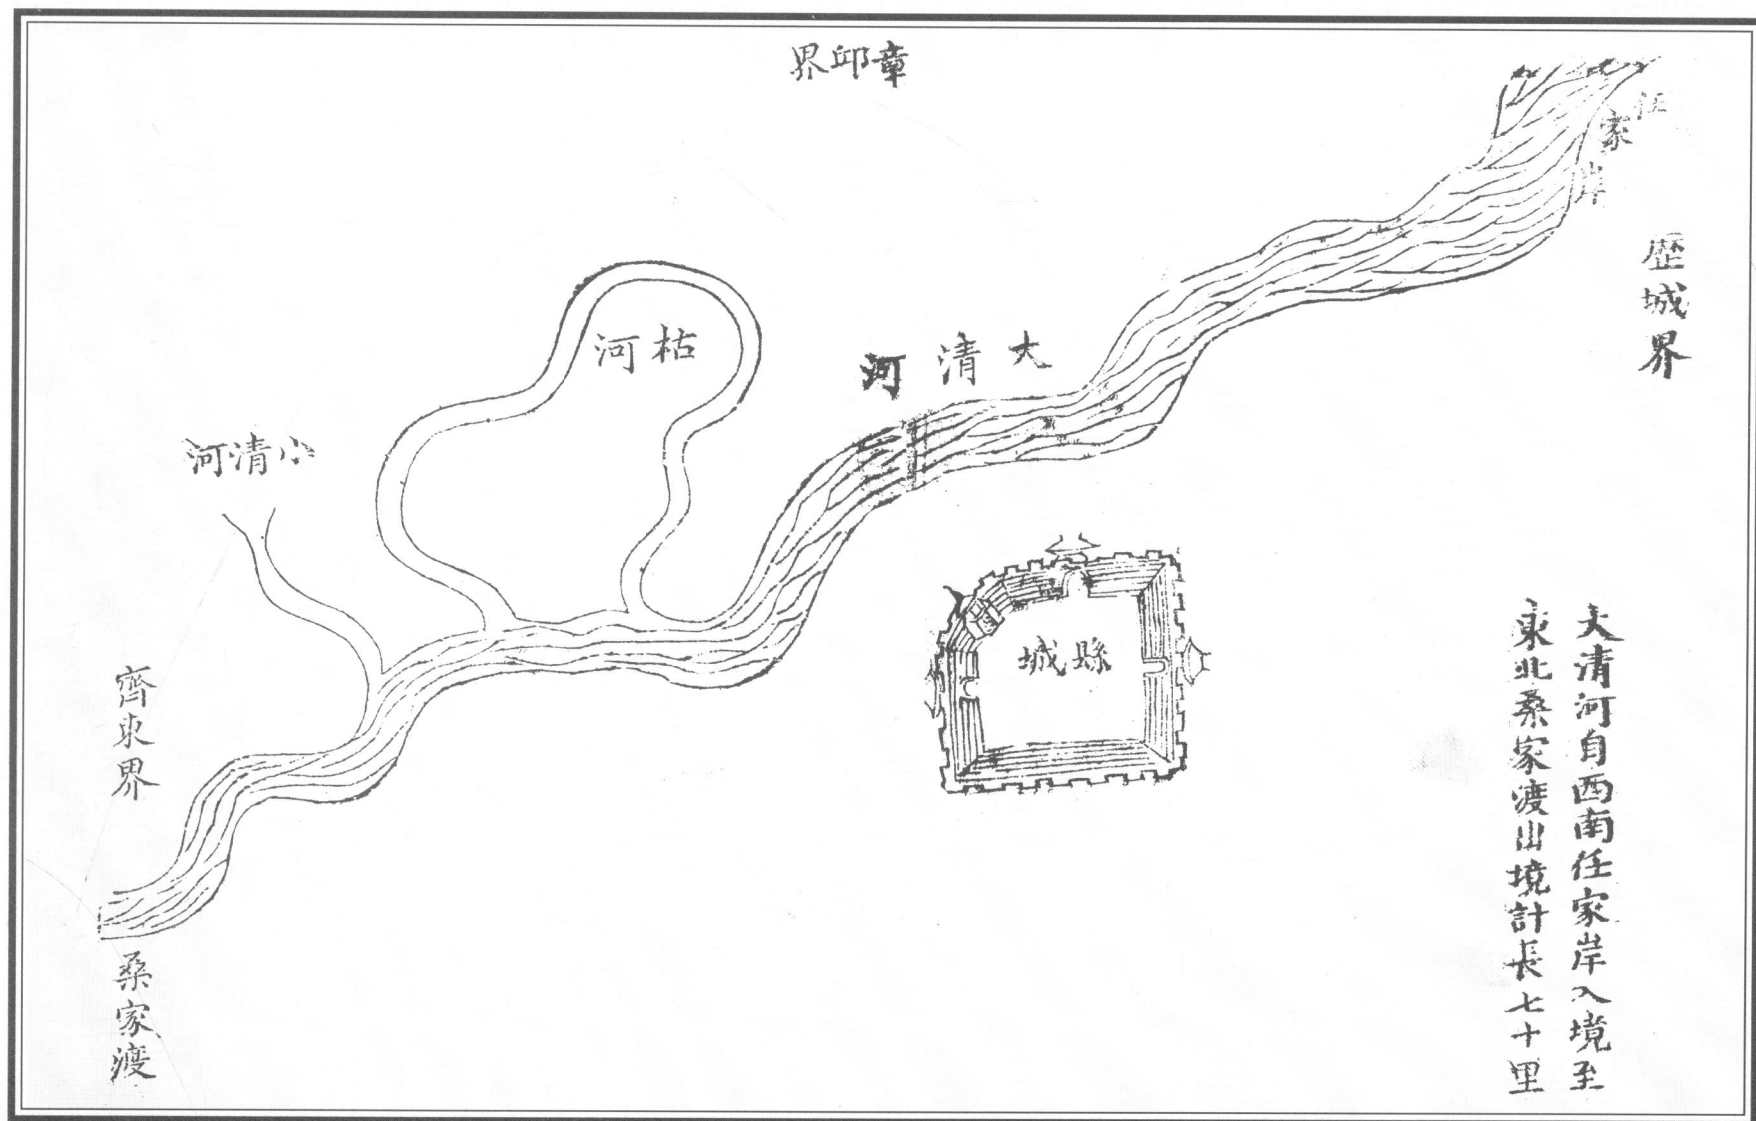 章邱界
任家岸
歷城界
大清河
枯河
小清河
縣城
齊東界
桑家渡
大清河自西南任家岸入境至
東北桑家渡出境計長七十里